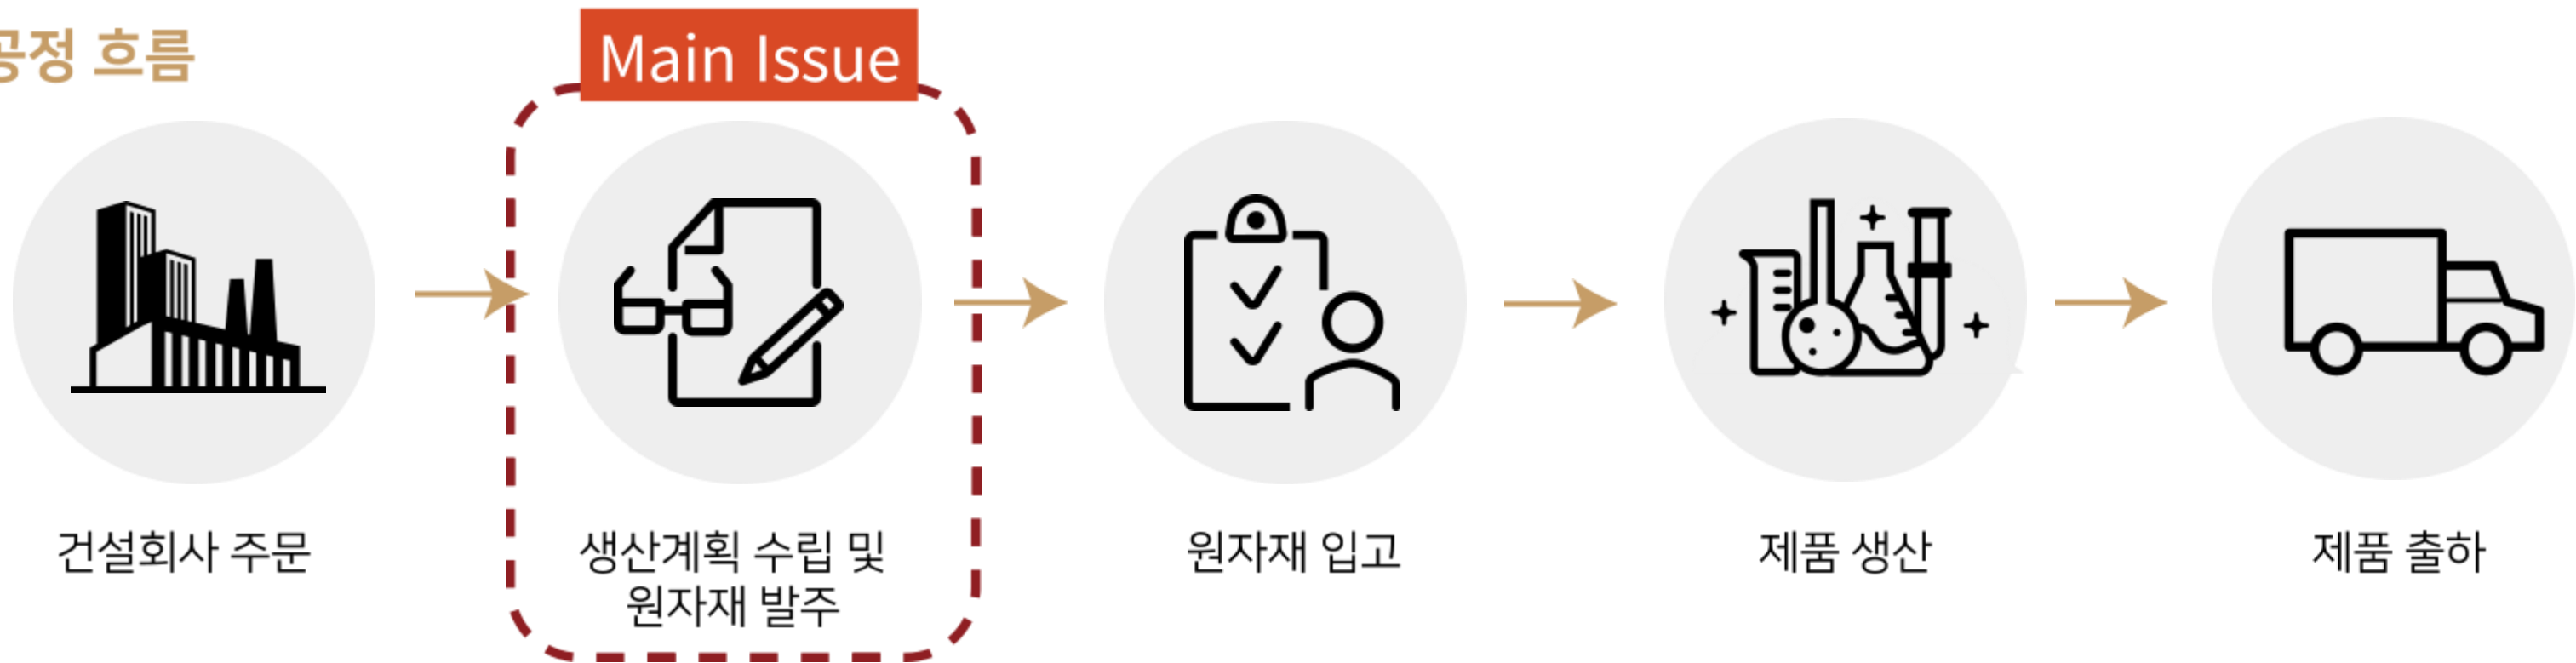 공정 흐름
Main Issue
건설회사 주문
생산계획 수립 및
원자재 발주
원자재 입고
제품 생산
제품 출하